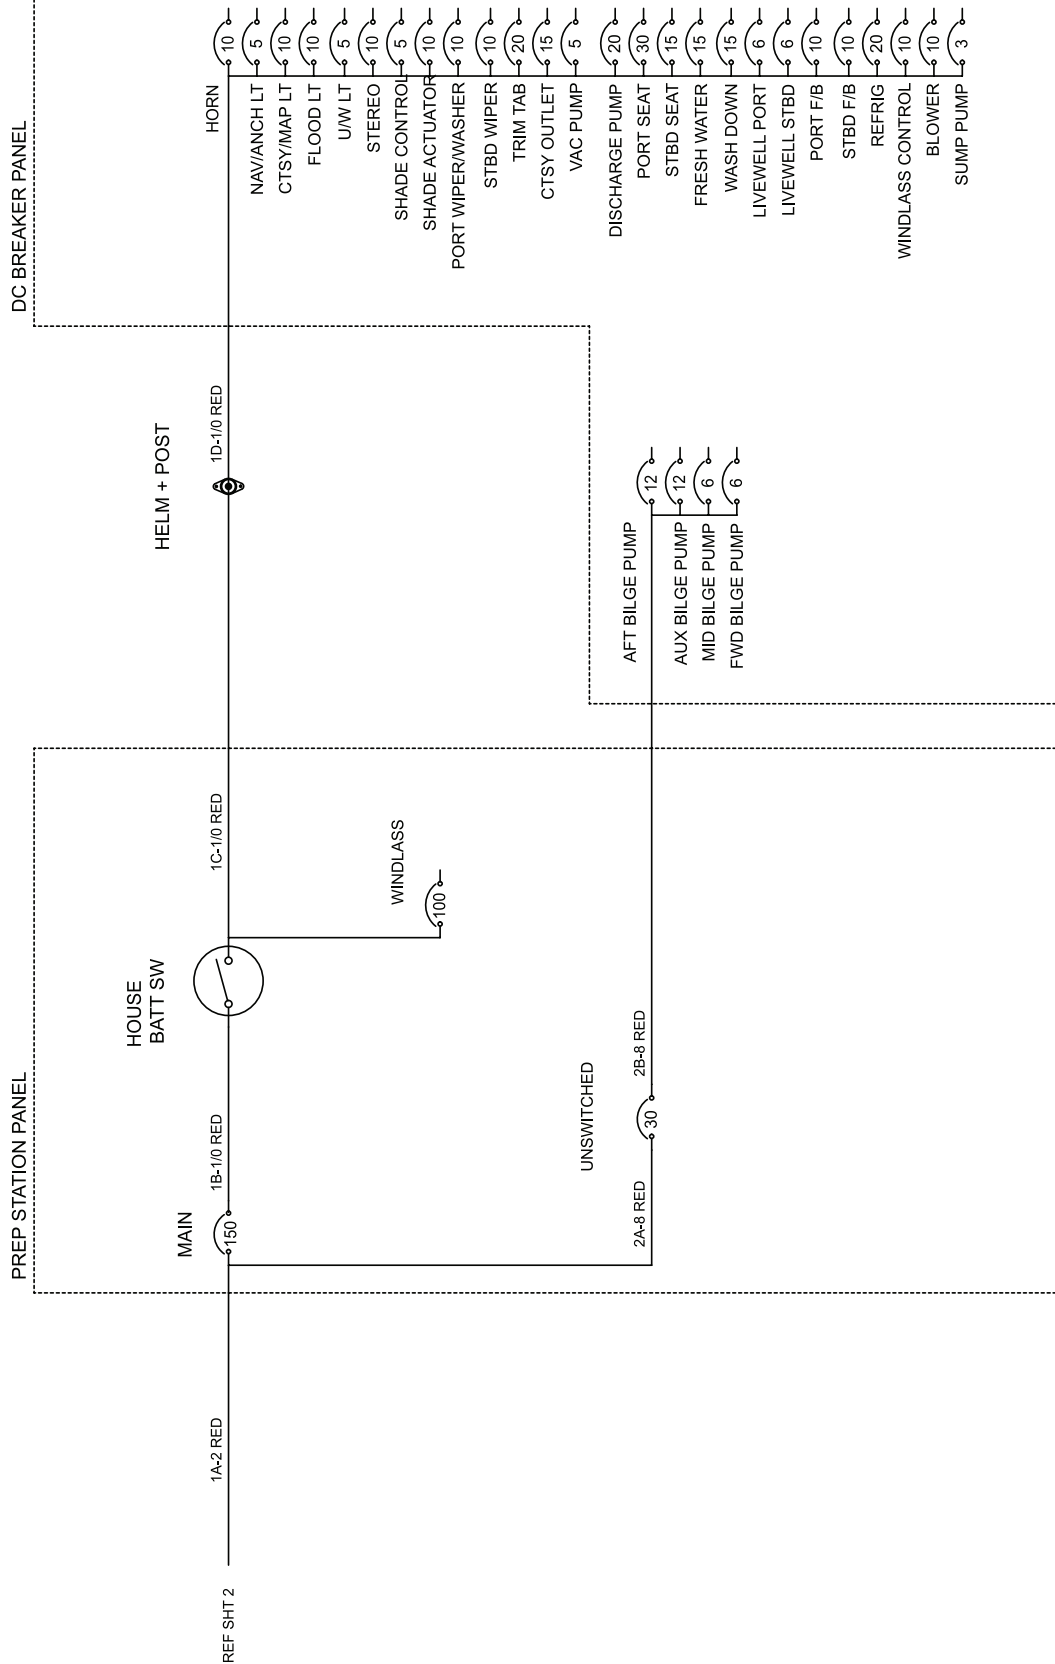 DC BREAKER PANEL
HORN
10
NAV/ANCH LT
5
CTSY/MAP LT
10
FLOOD LT
10
U/W LT
5
STEREO
10
SHADE CONTROL
5
SHADE ACTUATOR
10
PORT WIPER/WASHER
10
STBD WIPER
10
TRIM TAB
20
CTSY OUTLET
15
VAC PUMP
5
DISCHARGE PUMP
20
PORT SEAT
30
STBD SEAT
15
FRESH WATER
15
WASH DOWN
15
LIVEWELL PORT
6
LIVEWELL STBD
6
PORT F/B
10
STBD F/B
10
REFRIG
20
WINDLASS CONTROL
10
BLOWER
10
SUMP PUMP
3
HELM + POST
1D-1/0 RED
AFT BILGE PUMP
12
AUX BILGE PUMP
12
MID BILGE PUMP
6
FWD BILGE PUMP
6
PREP STATION PANEL
1C-1/0 RED
WINDLASS
100
HOUSE
BATT SW
1B-1/0 RED
MAIN
150
UNSWITCHED
2B-8 RED
30
2A-8 RED
1A-2 RED
REF SHT 2